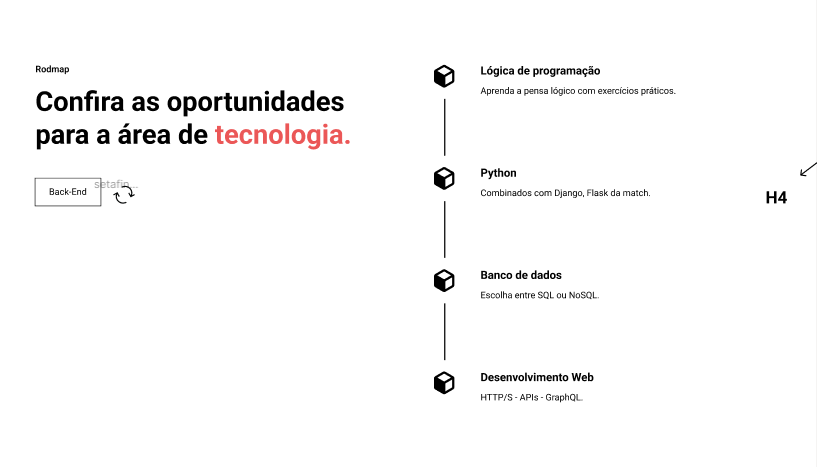 Rodmap
Confira as oportunidades
para a área de tecnologia.
Back-End
setafin...
Lógica de programação
Aprenda a pensa lógico com exercícios práticos.
Python
Combinados com Django, Flask da match.
Banco de dados
Escolha entre SQL ou NoSQL.
Desenvolvimento Web
HTTP/S - APIs - GraphQL.
H4